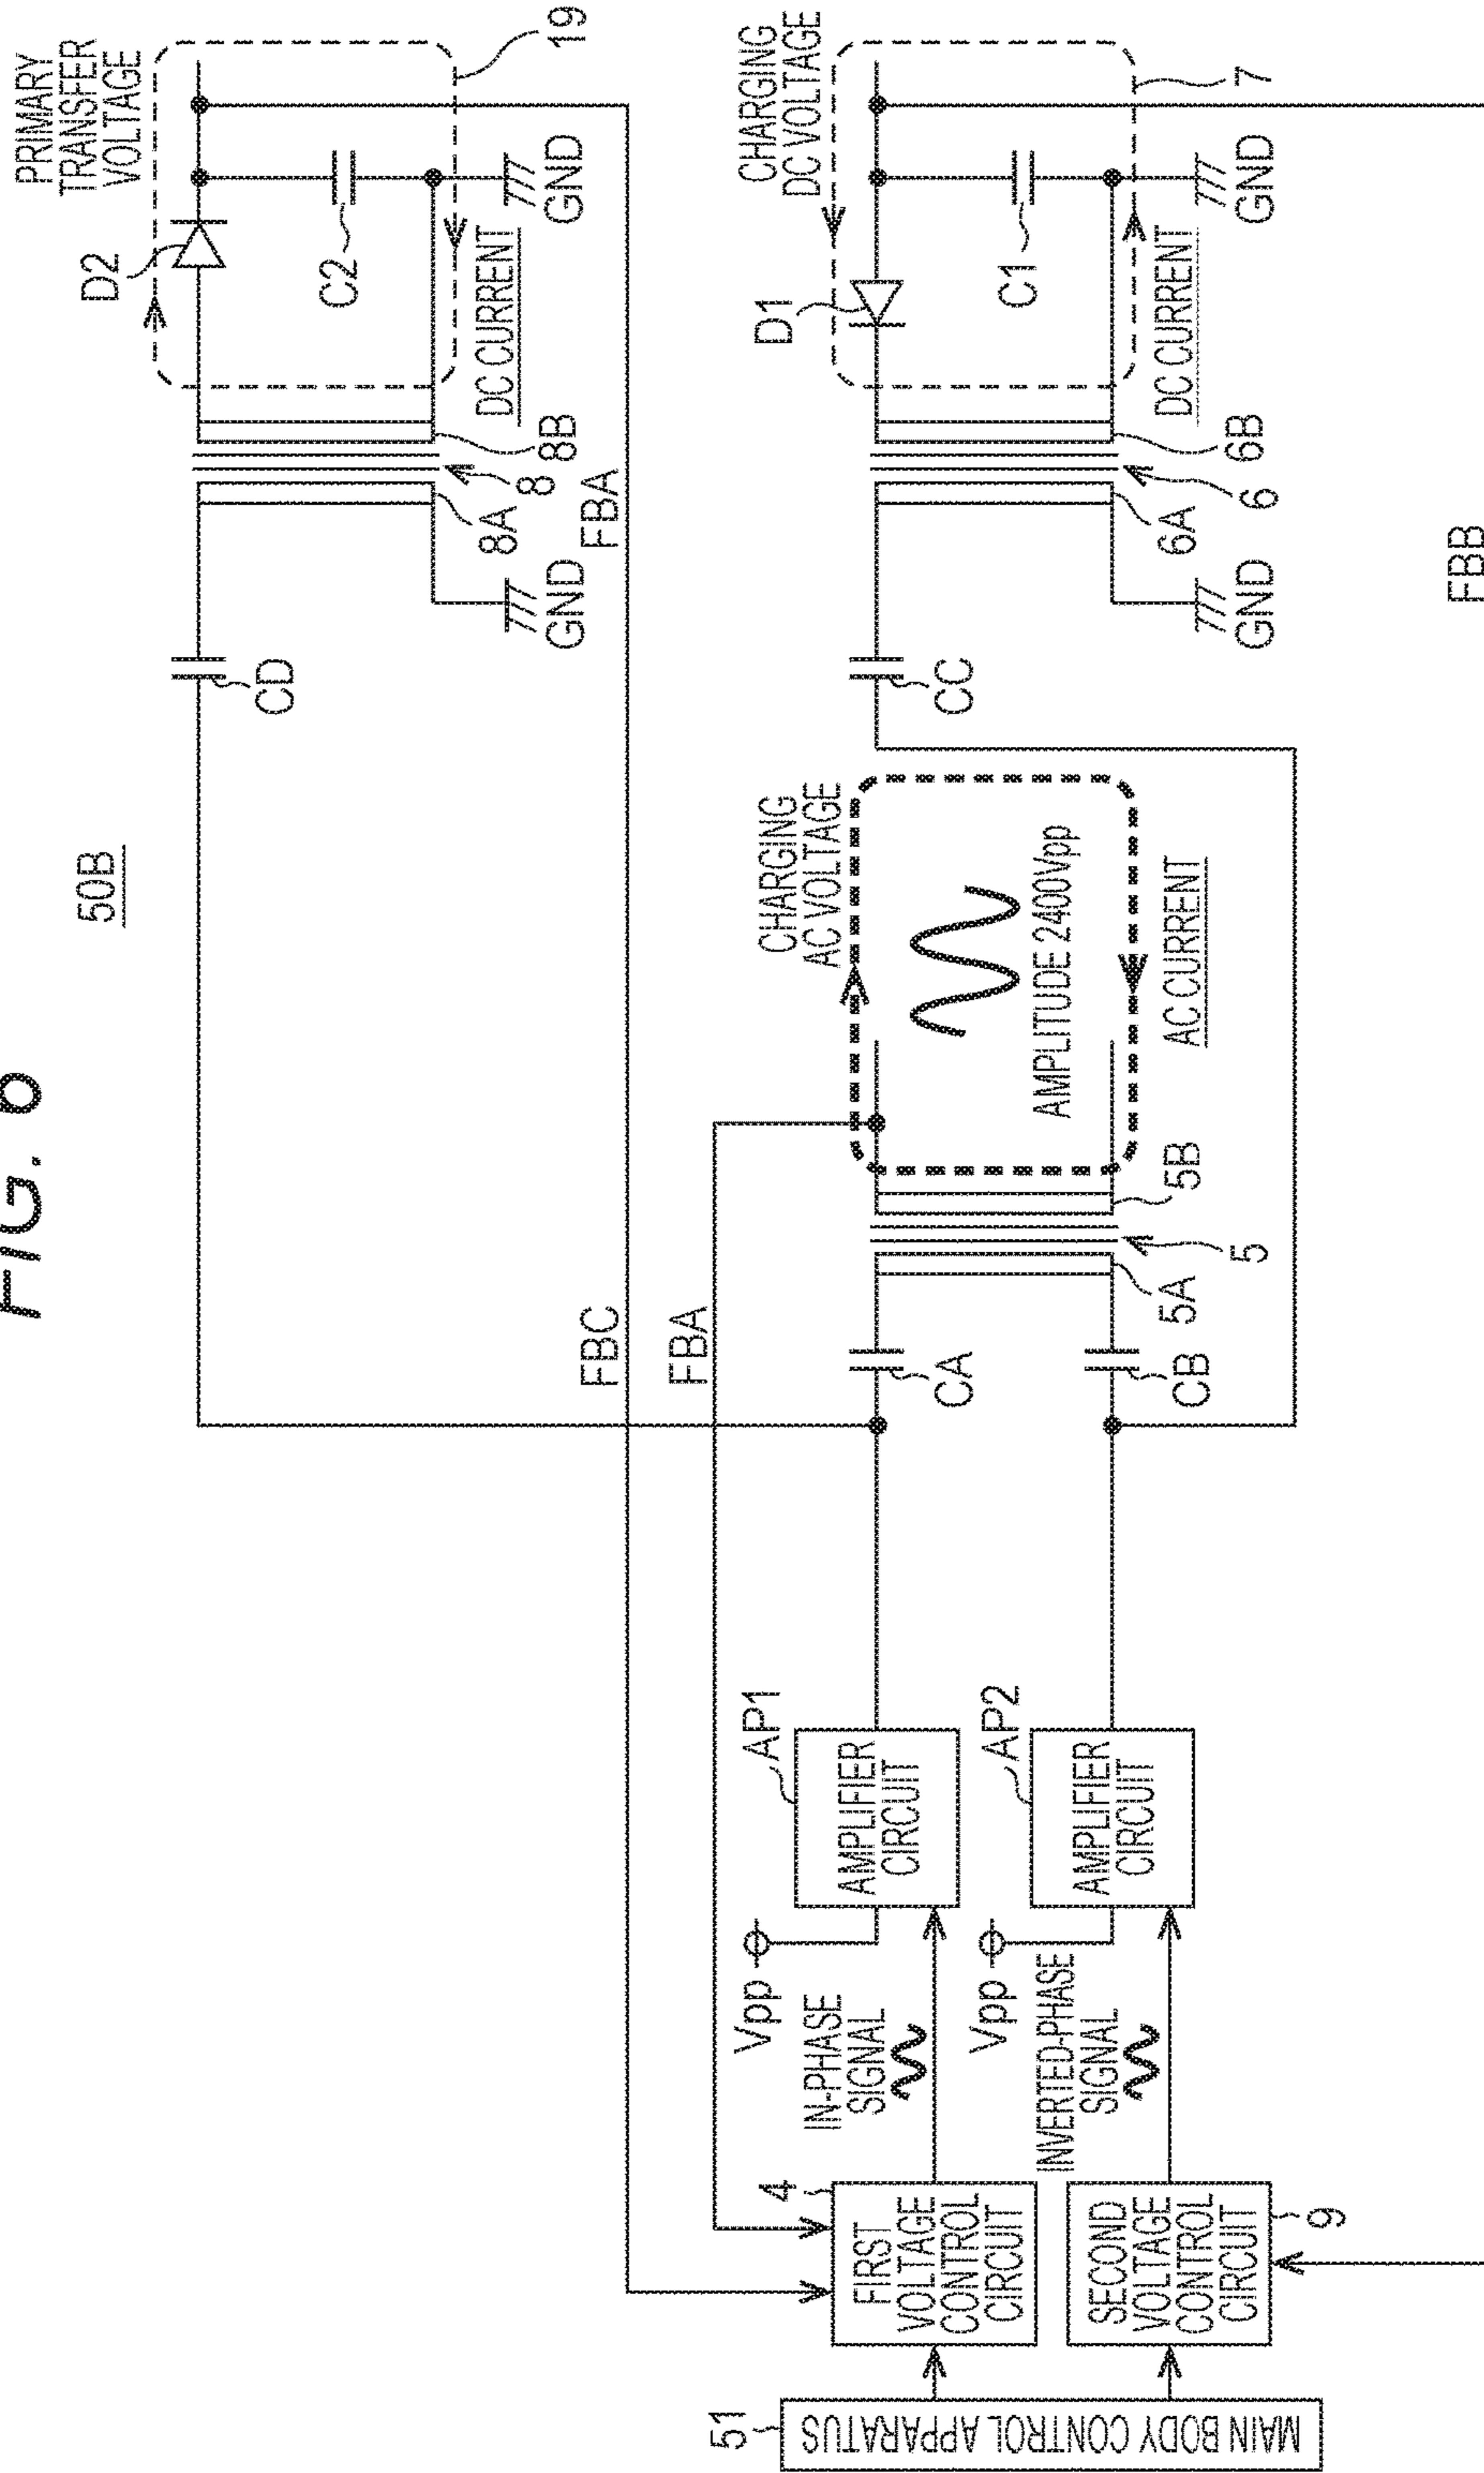 FIG. 6
50B
PRIMARY
TRANSFER
VOLTAGE
D2
C2
19
DC CURRENT
GND
CD
8A
8
8B
GND
FBA
FBC
FBA
CHARGING
DC VOLTAGE
D1
C1
7
DC CURRENT
GND
CC
6A
6
6B
GND
CHARGING
AC VOLTAGE
AMPLITUDE 2400Vpp
AC CURRENT
CA
CB
5A
5
5B
AP1
AMPLIFIER
CIRCUIT
Vpp
IN-PHASE
SIGNAL
AP2
AMPLIFIER
CIRCUIT
Vpp
INVERTED-PHASE
SIGNAL
4
FIRST
VOLTAGE
CONTROL
CIRCUIT
SECOND
VOLTAGE
CONTROL
CIRCUIT
9
51
MAIN BODY CONTROL APPARATUS
FBB